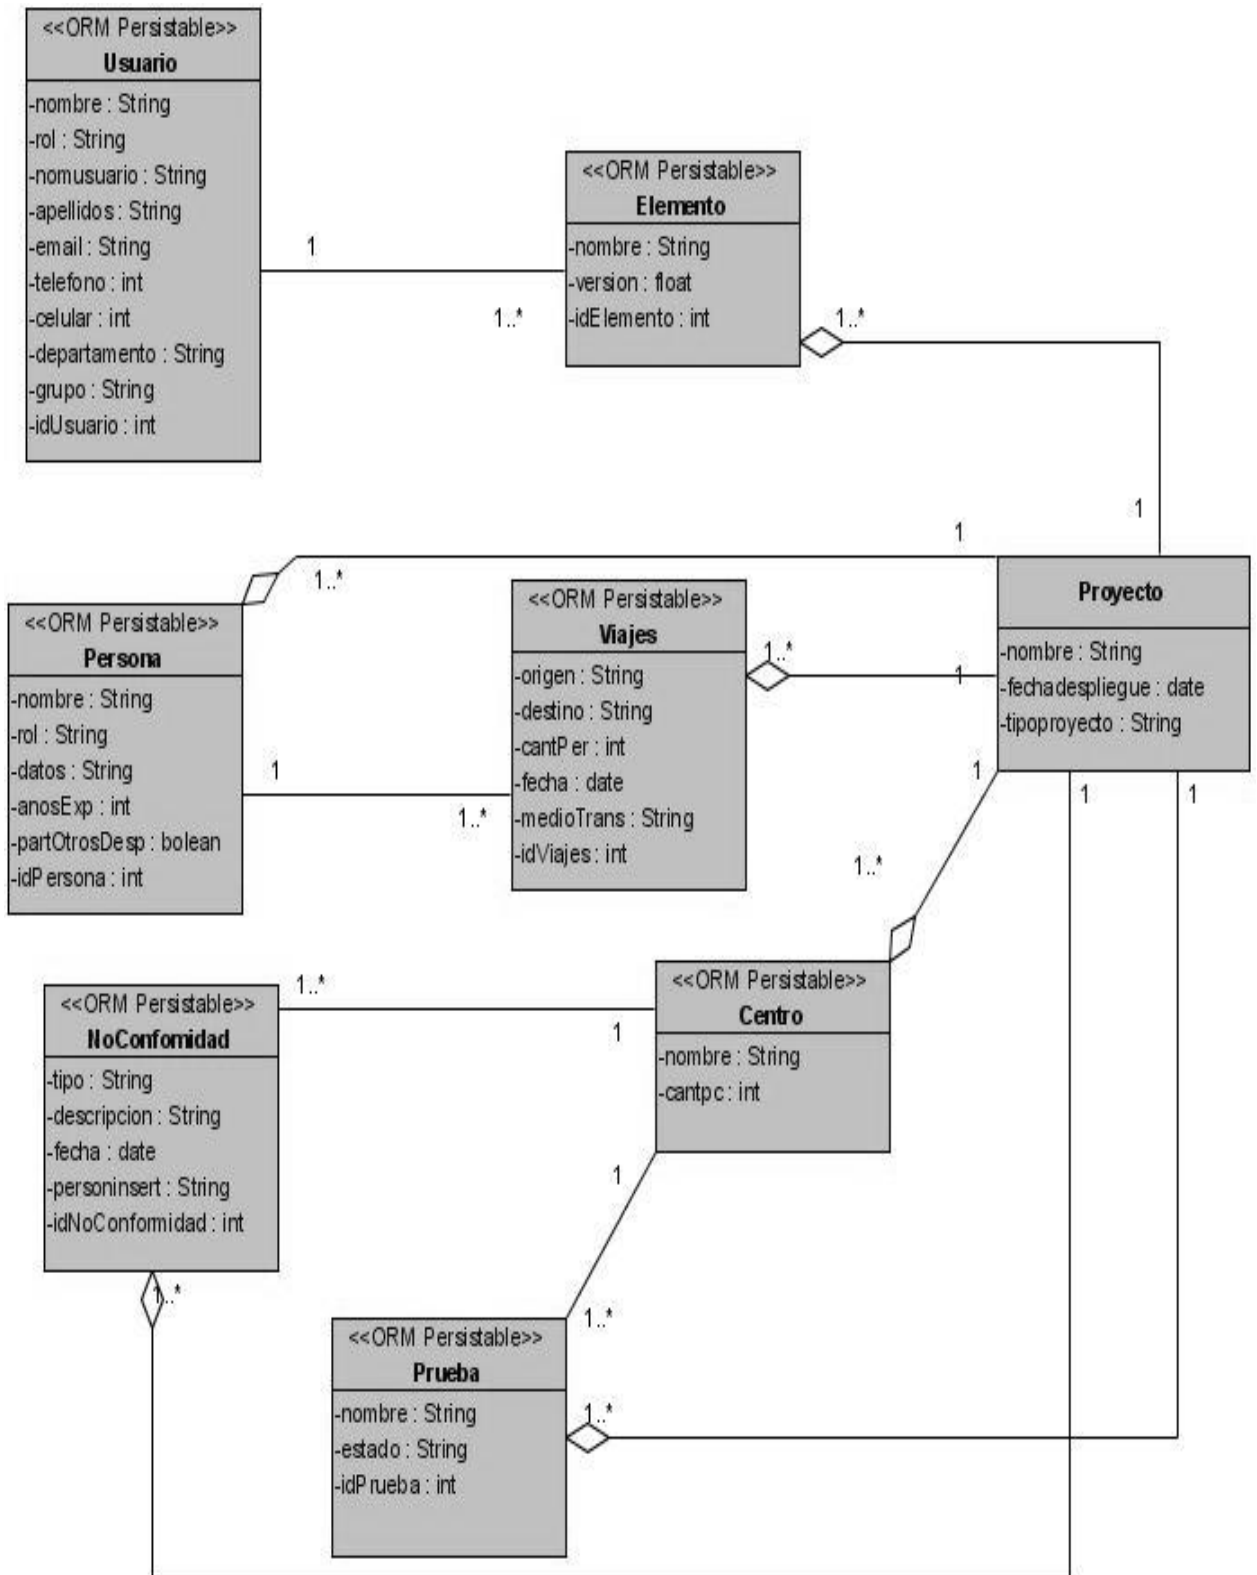 <<ORM Persistable>>
Usuario
-nombre : String
-rol : String
-nomusuario : String
-apellidos : String
-email : String
-telefono : int
-celular : int
-departamento : String
-grupo : String
-idUsuario : int
1
1..*
<<ORM Persistable>>
Elemento
-nombre : String
-version : float
-idElemento : int
1..*
1
1
1..*
<<ORM Persistable>>
Persona
-nombre : String
-rol : String
-datos : String
-anosExp : int
-partOtrosDesp : bolean
-idPersona : int
1
1..*
<<ORM Persistable>>
Viajes
-origen : String
-destino : String
-cantPer : int
-fecha : date
-medioTrans : String
-idViajes : int
1..*
1
Proyecto
-nombre : String
-fechadespliegue : date
-tipoproyecto : String
1
1
1
1..*
<<ORM Persistable>>
NoConfomidad
-tipo : String
-descripcion : String
-fecha : date
-personinsert : String
-idNoConformidad : int
1..*
1
<<ORM Persistable>>
Centro
-nombre : String
-cantpc : int
1
1..*
1..*
<<ORM Persistable>>
Prueba
-nombre : String
-estado : String
-idPrueba : int
1..*